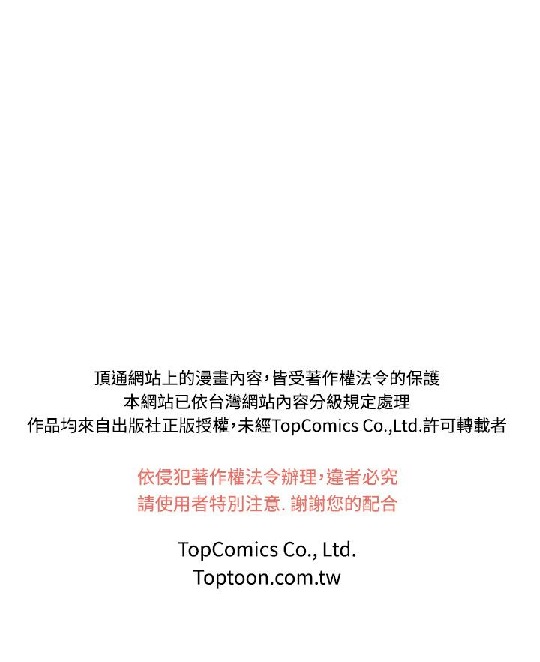 頂通網站上的漫畫內容，皆受著作權法令的保護
本網站已依台灣網站內容分級規定處理
作品均來自出版社正版授權，未經TopComics Co.,Ltd.許可轉載者
依侵犯著作權法令辦理，違者必究
請使用者特別注意. 謝謝您的配合
TopComics Co., Ltd.
Toptoon.com.tw